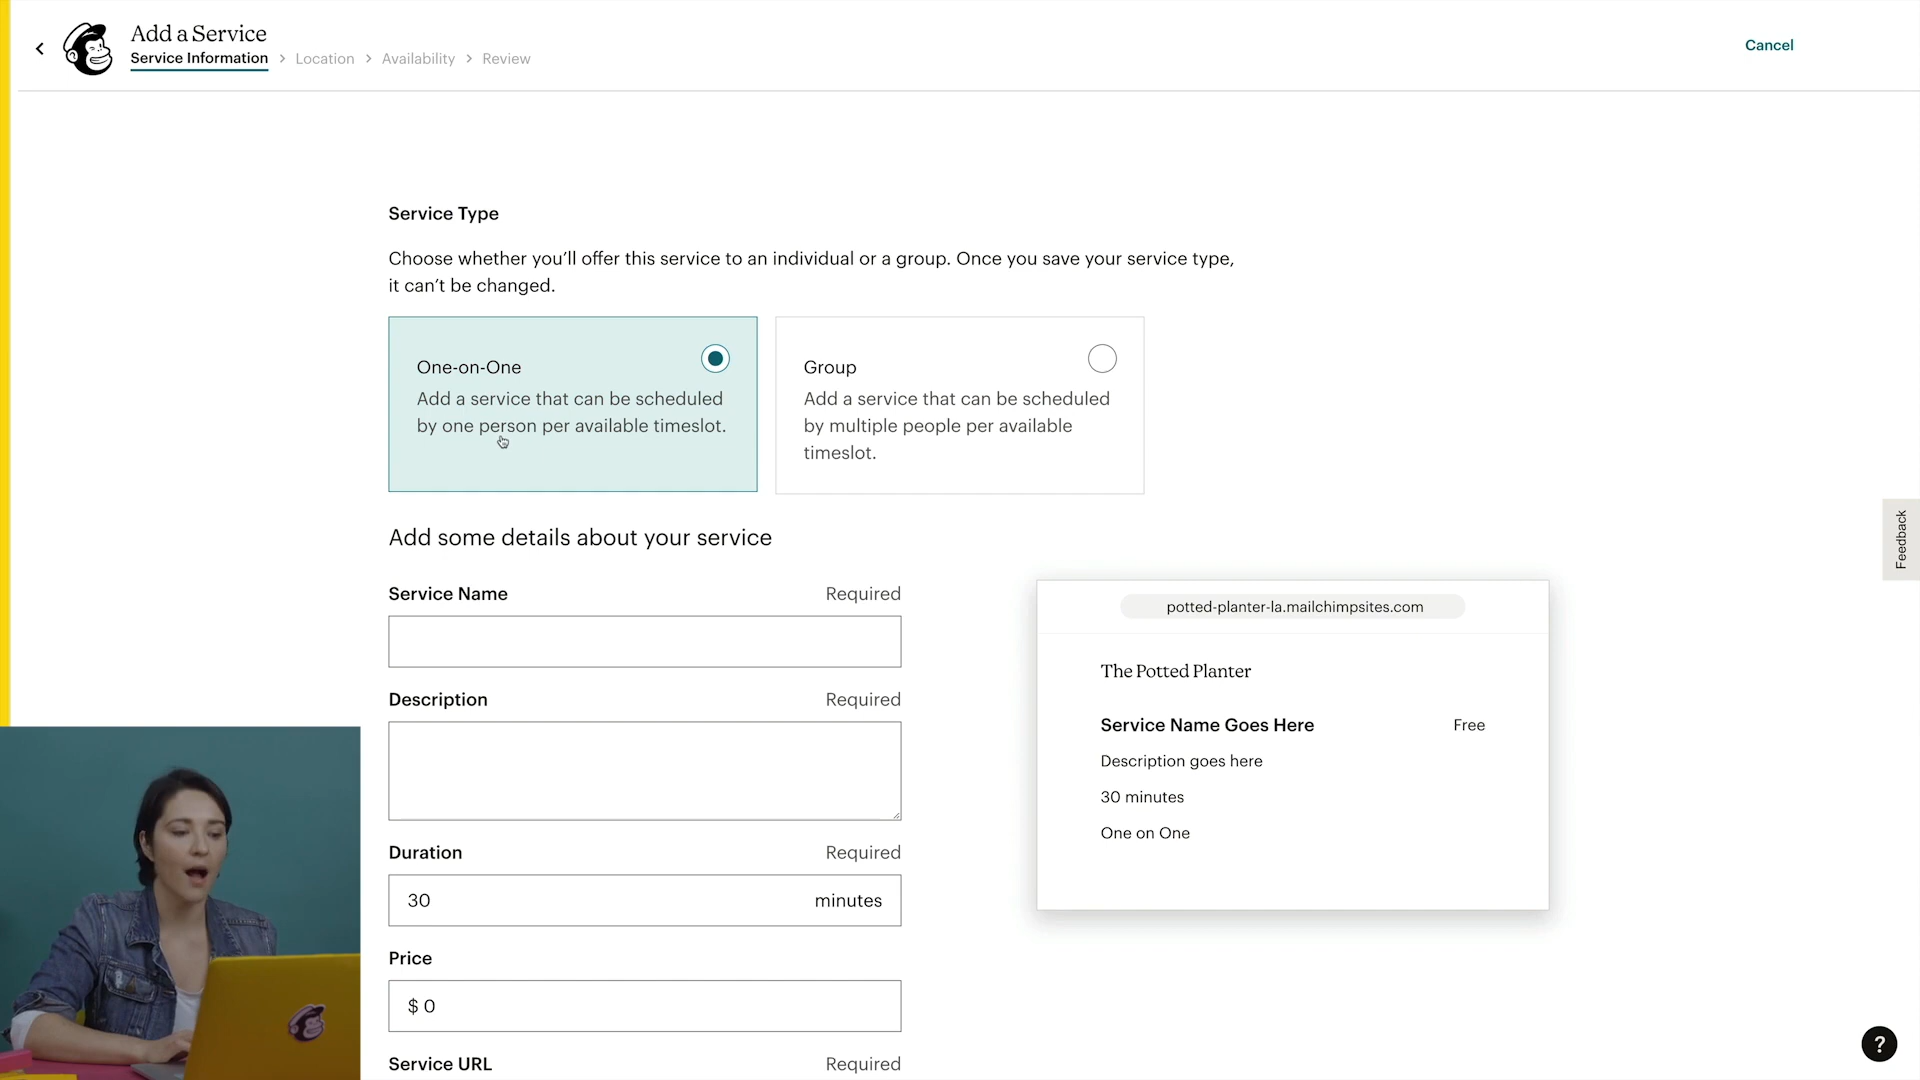 Add a Service
Service Information > Location > Availability > Review
Cancel
Service Type
Choose whether you’ll offer this service to an individual or a group. Once you save your service type,
it can’t be changed.
One-on-One
Add a service that can be scheduled
by one person per available timeslot.
Group
Add a service that can be scheduled
by multiple people per available
timeslot.
Add some details about your service
Service Name Required
Description Required
Duration Required
30 minutes
Price
$ 0
Service URL Required
potted-planter-la.mailchimpsites.com
The Potted Planter
Service Name Goes Here Free
Description goes here
30 minutes
One on One
Feedback
?